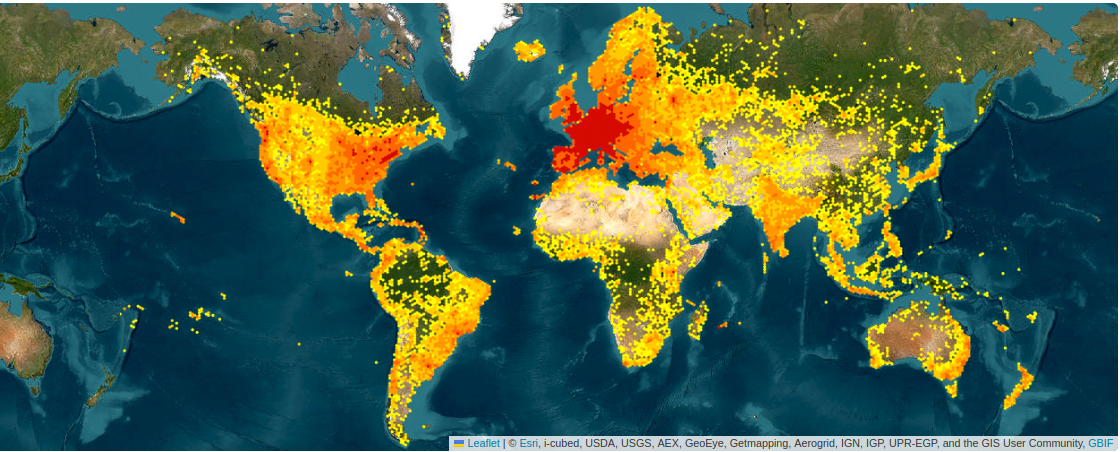 Leaflet | © Esri, i-cubed, USDA, USGS, AEX, GeoEye, Getmapping, Aerogrid, IGN, IGP, UPR-EGP, and the GIS User Community, GBIF